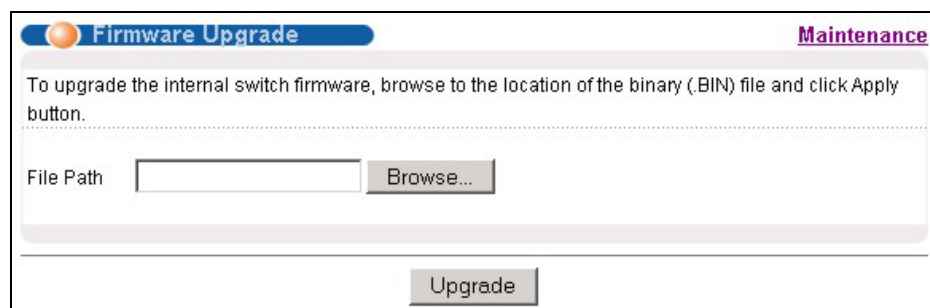 Firmware Upgrade
Maintenance
To upgrade the internal switch firmware, browse to the location of the binary (.BIN) file and click Apply
button.
File Path
Browse...
Upgrade